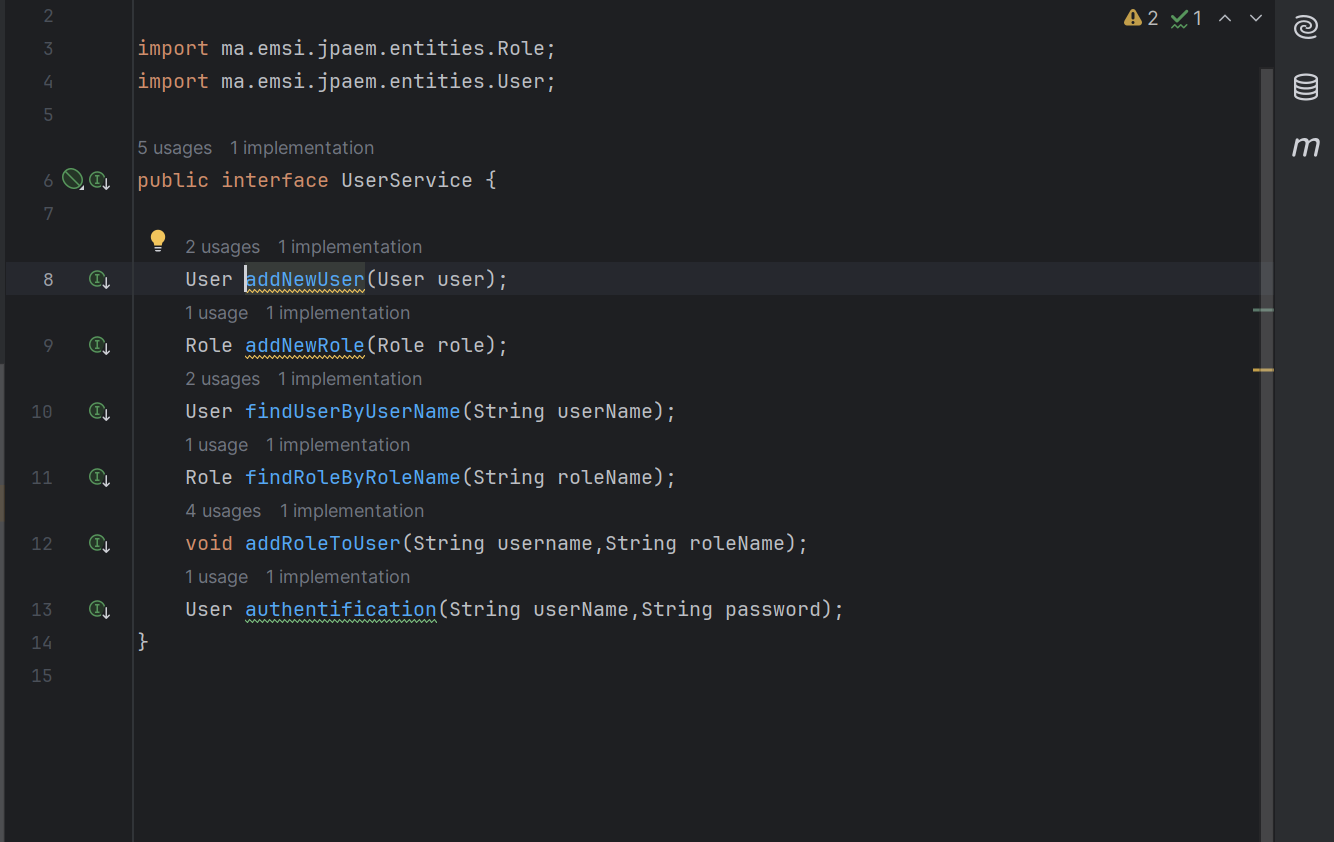 2
2 1
3 import ma.emsi.jpaem.entities.Role;
4 import ma.emsi.jpaem.entities.User;
5
5 usages 1 implementation
6 public interface UserService {
7
2 usages 1 implementation
8 User addNewUser(User user);
1 usage 1 implementation
9 Role addNewRole(Role role);
2 usages 1 implementation
10 User findUserByUserName(String userName);
1 usage 1 implementation
11 Role findRoleByRoleName(String roleName);
4 usages 1 implementation
12 void addRoleToUser(String username,String roleName);
1 usage 1 implementation
13 User authentification(String userName,String password);
14 }
15
m